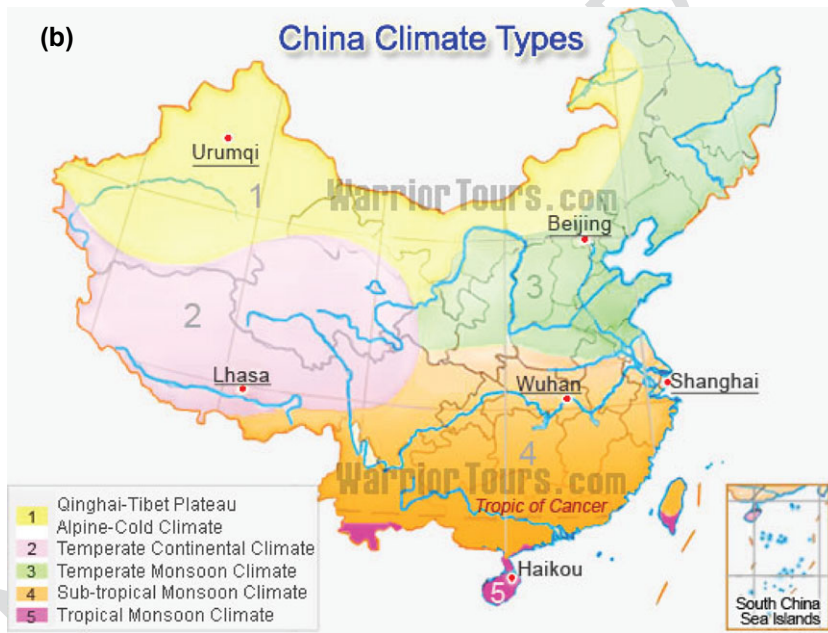 (b)
China Climate Types
Urumqi
1
WarriorTours.com
Beijing
3
2
Lhasa
Wuhan
Shanghai
4
WarriorTours.com
Tropic of Cancer
1 Qinghai-Tibet Plateau
Alpine-Cold Climate
2 Temperate Continental Climate
3 Temperate Monsoon Climate
4 Sub-tropical Monsoon Climate
5 Tropical Monsoon Climate
Haikou
5
South China
Sea Islands